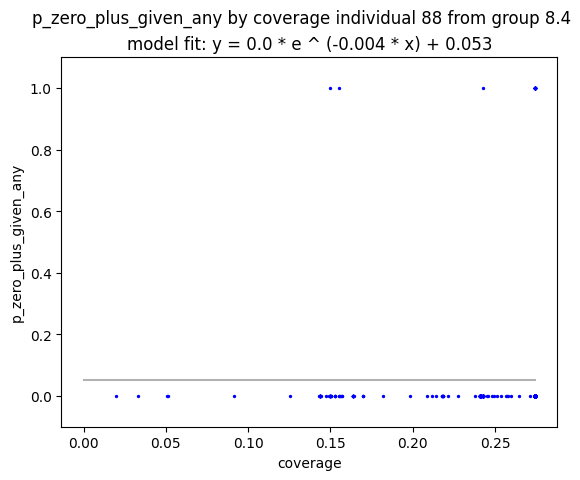 p_zero_plus_given_any by coverage individual 88 from group 8.4
model fit: y = 0.0 * e ^ (-0.004 * x) + 0.053
1.0
0.8
0.6
0.4
0.2
0.0
p_zero_plus_given_any
0.00 0.05 0.10 0.15 0.20 0.25
coverage